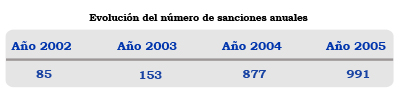 Evolución del número de sanciones anuales
Año 2002 Año 2003 Año 2004 Año 2005
85 153 877 991